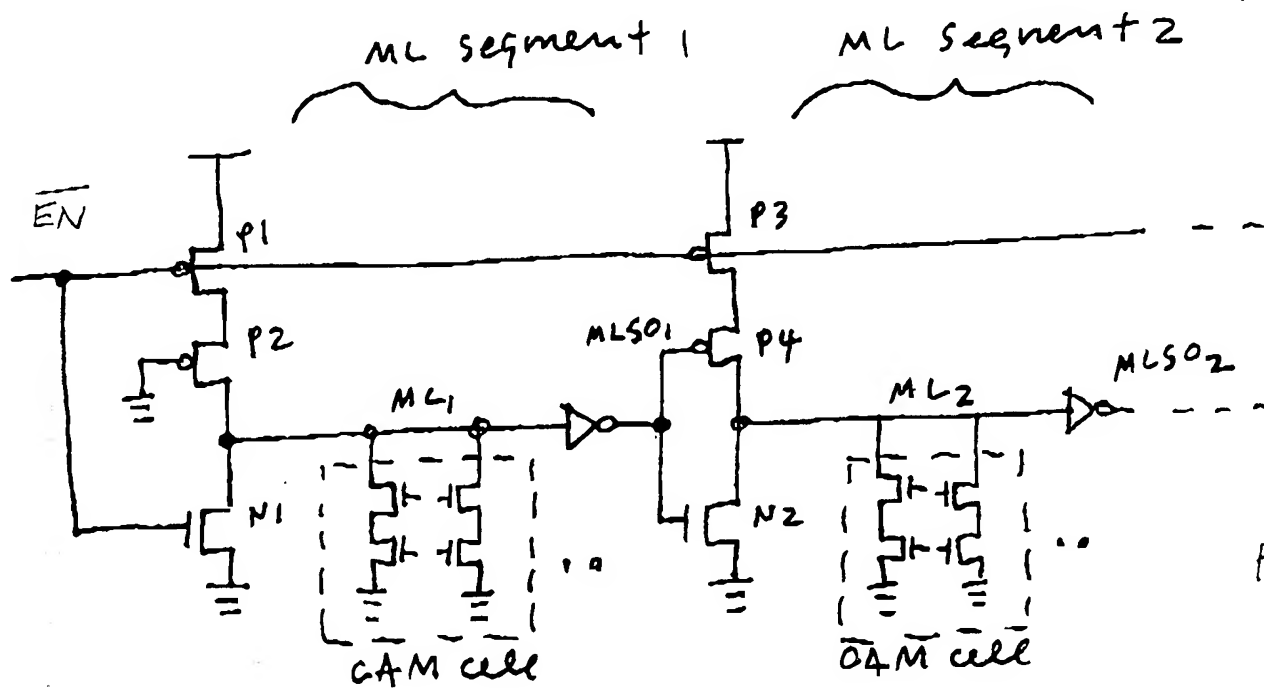 ML segment 1
ML segment 2
EN
P1
P3
P2
MLSO1
P4
MLSO2
ML1
ML2
N1
N2
CAM cell
CAM cell